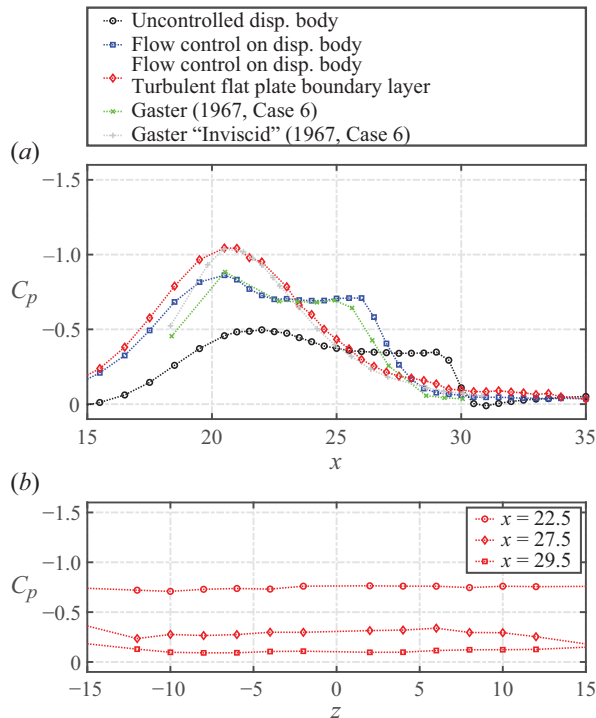 Uncontrolled disp. body
Flow control on disp. body
Flow control on disp. body
Turbulent flat plate boundary layer
Gaster (1967, Case 6)
Gaster “Inviscid” (1967, Case 6)
(a)
−1.5
−1.0
Cp
−0.5
0
15 20 25 30 35
x
(b)
−1.5
x = 22.5
x = 27.5
x = 29.5
−1.0
Cp
−0.5
0
−15 −10 −5 0 5 10 15
z